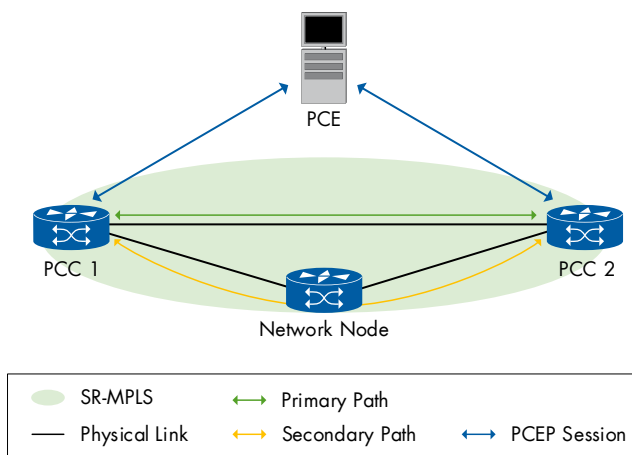 PCE
PCC 1
PCC 2
Network Node
SR-MPLS
Primary Path
Physical Link
Secondary Path
PCEP Session